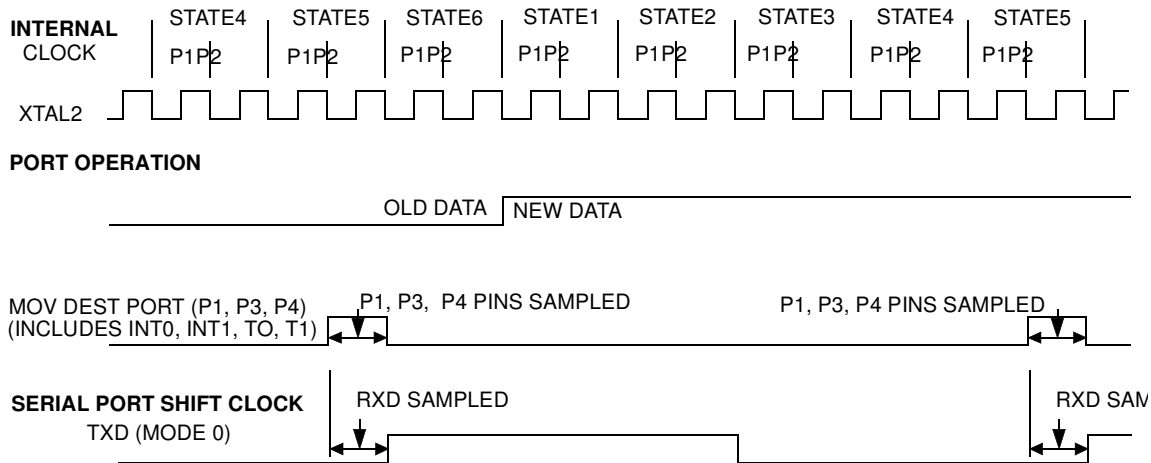 INTERNAL
CLOCK
STATE4 STATE5 STATE6 STATE1 STATE2 STATE3 STATE4 STATE5
P1P2 P1P2 P1P2 P1P2 P1P2 P1P2 P1P2 P1P2
XTAL2
PORT OPERATION
OLD DATA NEW DATA
MOV DEST PORT (P1, P3, P4)
(INCLUDES INT0, INT1, TO, T1)
P1, P3, P4 PINS SAMPLED
P1, P3, P4 PINS SAMPLED
SERIAL PORT SHIFT CLOCK
TXD (MODE 0)
RXD SAMPLED
RXD SAM